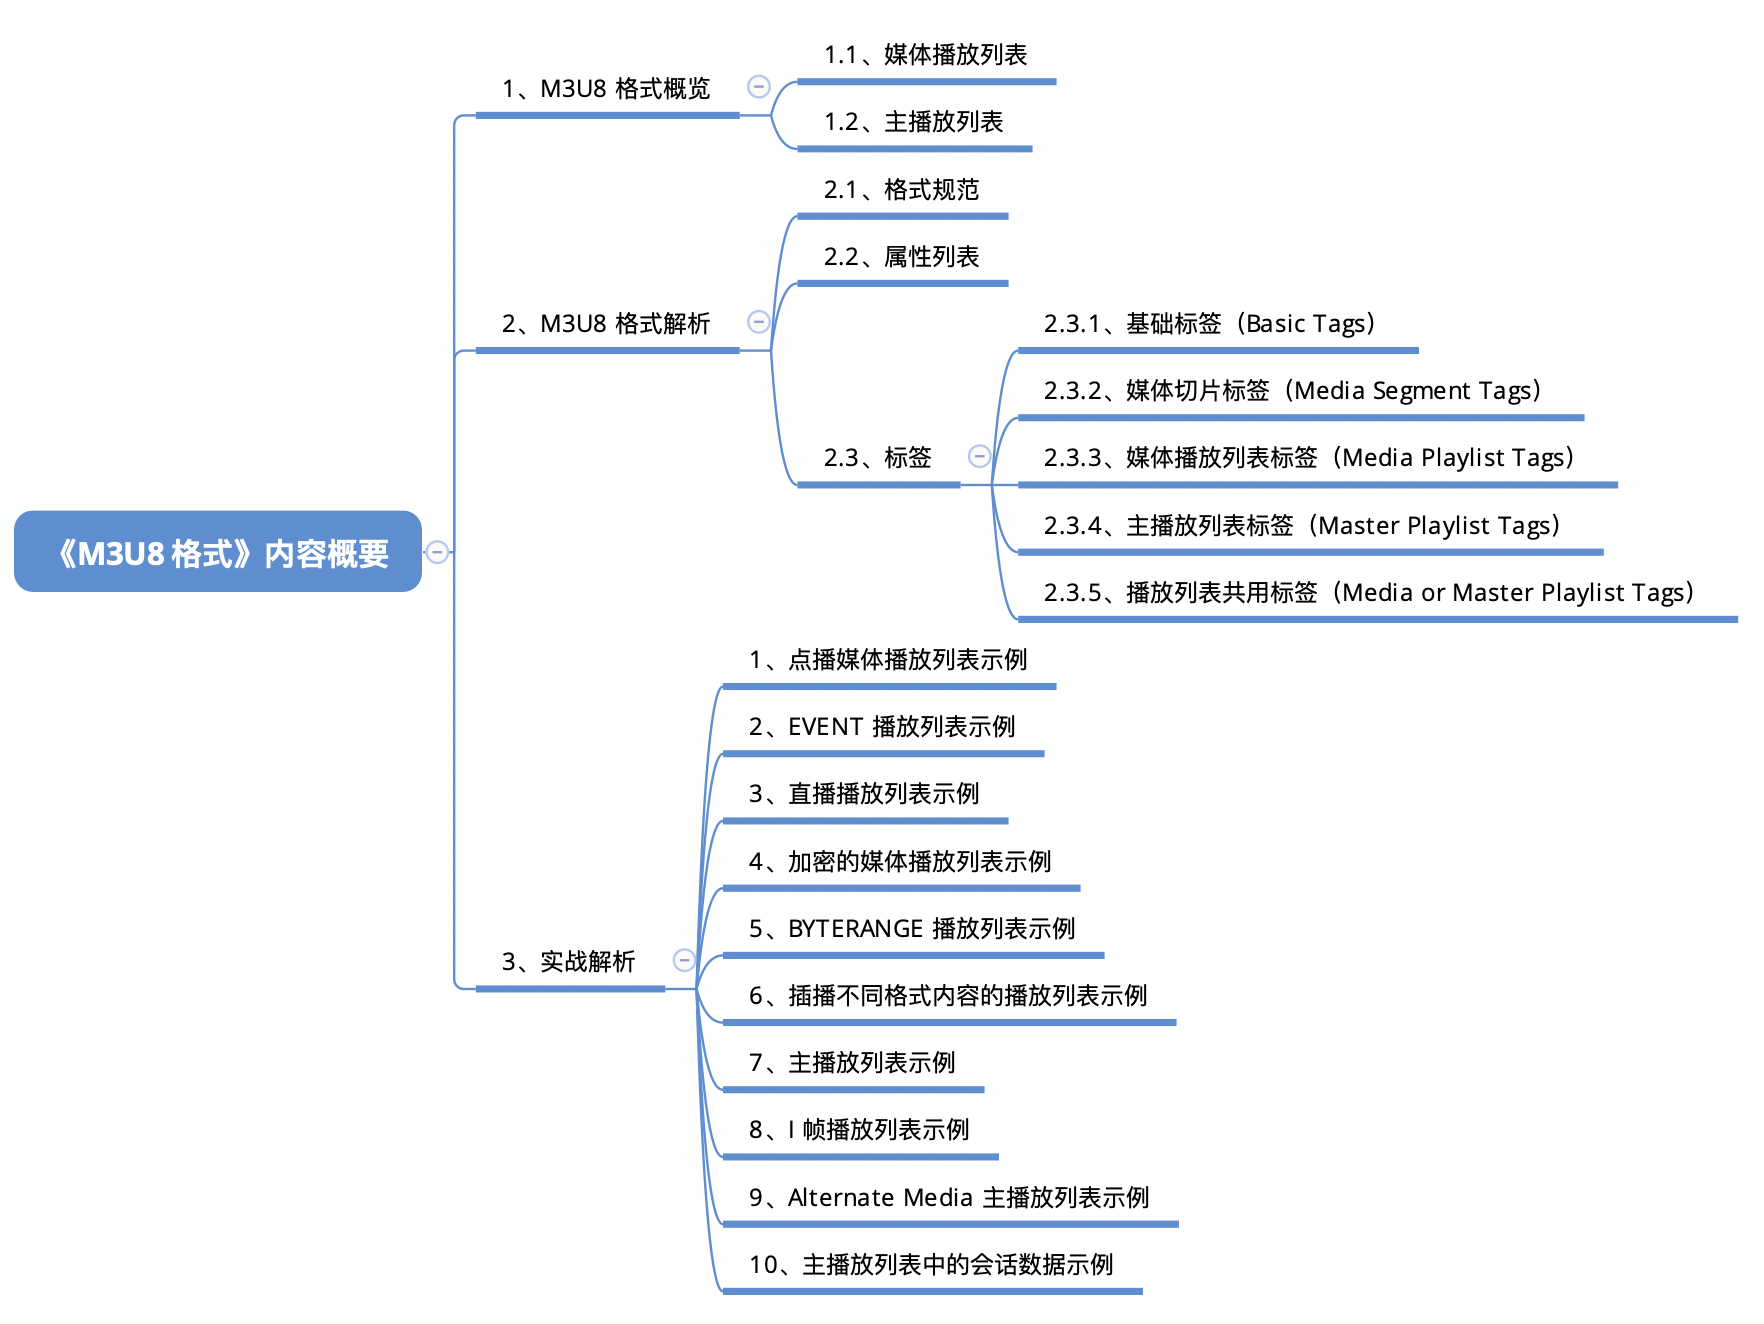 《M3U8 格式》内容概要
1、M3U8 格式概览
1.1、媒体播放列表
1.2、主播放列表
2、M3U8 格式解析
2.1、格式规范
2.2、属性列表
2.3、标签
2.3.1、基础标签（Basic Tags）
2.3.2、媒体切片标签（Media Segment Tags）
2.3.3、媒体播放列表标签（Media Playlist Tags）
2.3.4、主播放列表标签（Master Playlist Tags）
2.3.5、播放列表共用标签（Media or Master Playlist Tags）
3、实战解析
1、点播媒体播放列表示例
2、EVENT 播放列表示例
3、直播播放列表示例
4、加密的媒体播放列表示例
5、BYTERANGE 播放列表示例
6、插播不同格式内容的播放列表示例
7、主播放列表示例
8、I 帧播放列表示例
9、Alternate Media 主播放列表示例
10、主播放列表中的会话数据示例